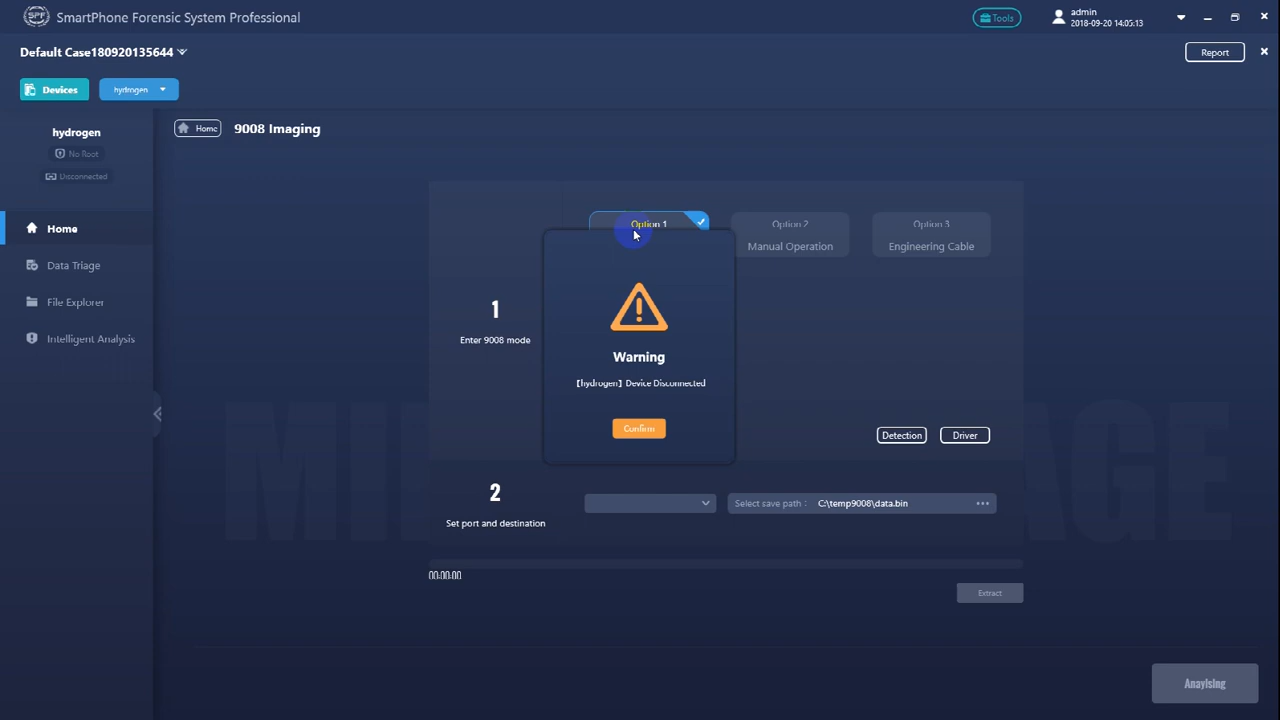 SPF SmartPhone Forensic System Professional
Tools
admin
2018-09-20 14:05:13
Default Case180920135644
Report
Devices
hydrogen
hydrogen
No Root
Disconnected
Home
Data Triage
File Explorer
Intelligent Analysis
Home
9008 Imaging
Option 1
Option 2
Manual Operation
Option 3
Engineering Cable
1
Enter 9008 mode
Warning
【hydrogen】Device Disconnected
Confirm
Detection
Driver
2
Set port and destination
Select save path :
C:\temp9008\data.bin
...
00:00:00
Extract
Anaylsing